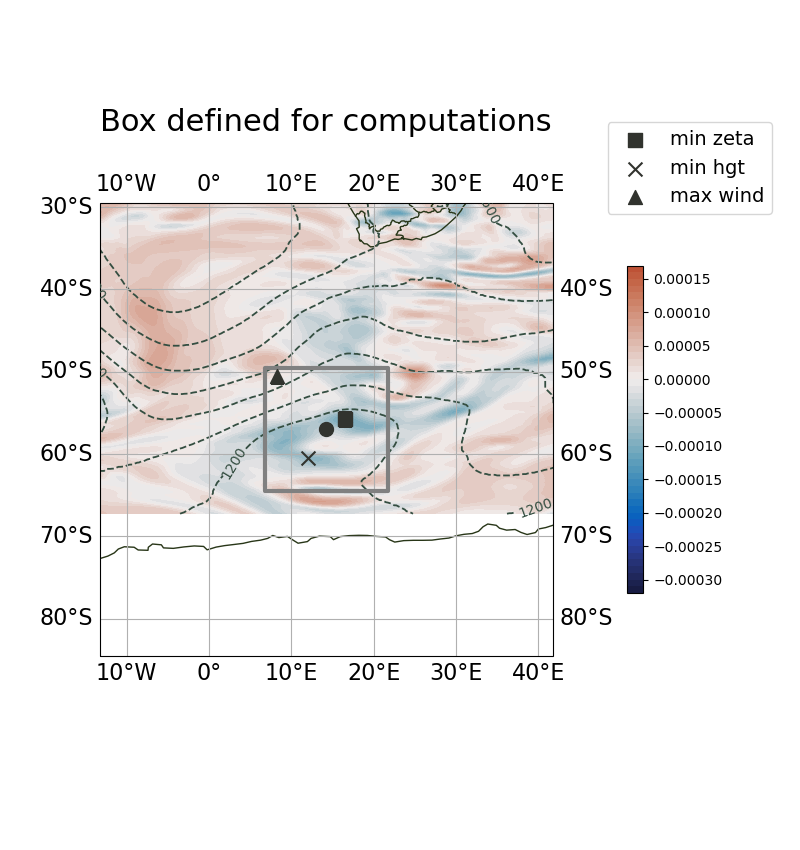 Box defined for computations
min zeta
min hgt
max wind
10°W 0° 10°E 20°E 30°E 40°E
30°S
40°S 40°S
50°S 50°S
60°S 60°S
70°S 70°S
80°S 80°S
10°W 0° 10°E 20°E 30°E 40°E
1200
1200
0.00015
0.00010
0.00005
0.00000
−0.00005
−0.00010
−0.00015
−0.00020
−0.00025
−0.00030